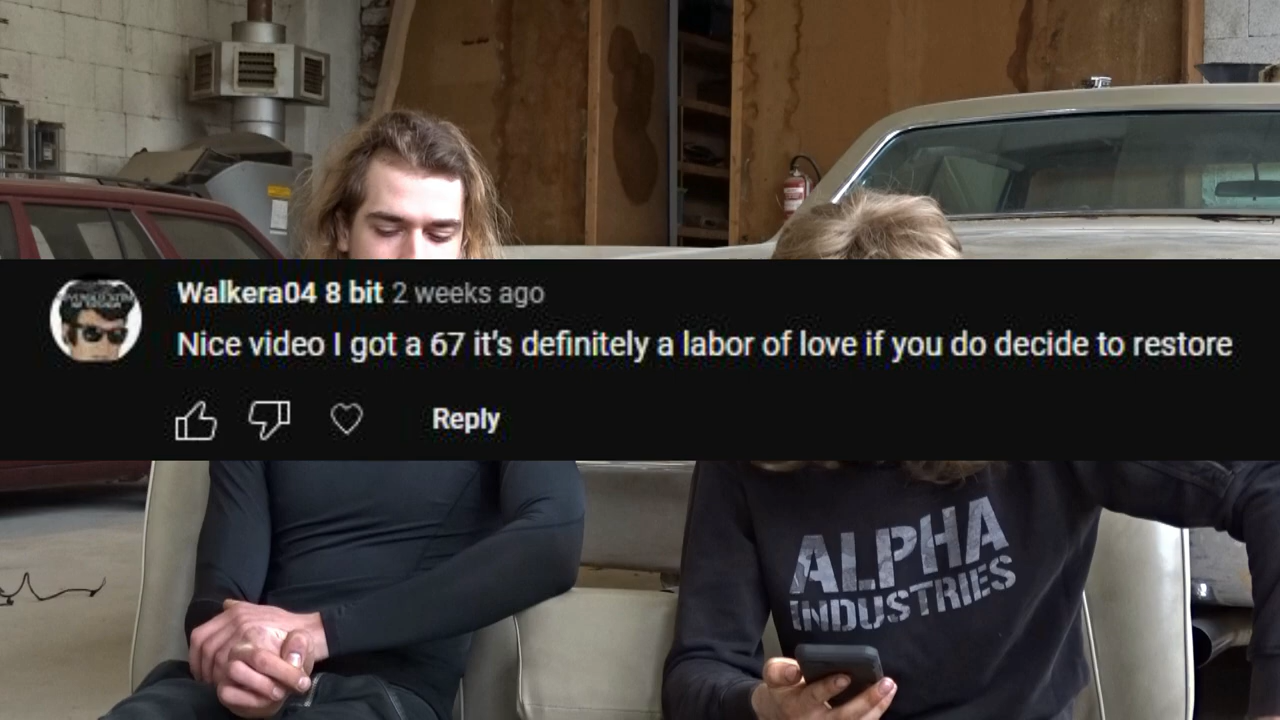 Walkera04 8 bit 2 weeks ago
Nice video I got a 67 it's definitely a labor of love if you do decide to restore
Reply
ALPHA
INDUSTRIES